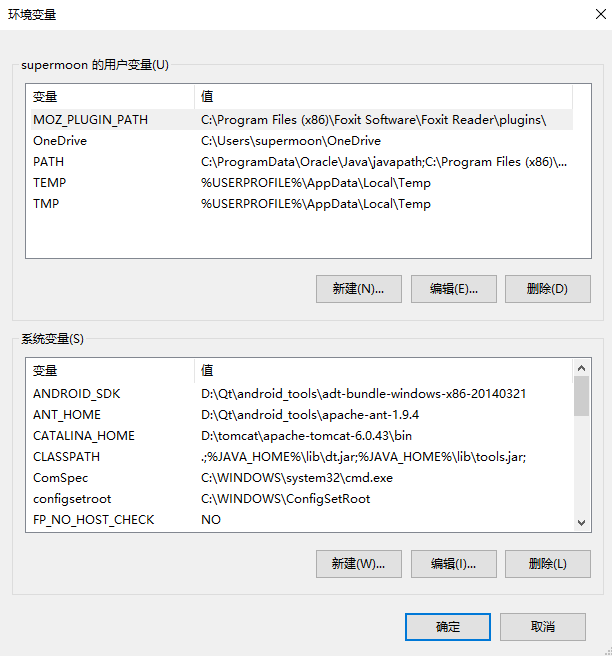 环境变量
supermoon 的用户变量(U)
变量 值
MOZ_PLUGIN_PATH C:\Program Files (x86)\Foxit Software\Foxit Reader\plugins\
OneDrive C:\Users\supermoon\OneDrive
PATH C:\ProgramData\Oracle\Java\javapath;C:\Program Files (x86)\...
TEMP %USERPROFILE%\AppData\Local\Temp
TMP %USERPROFILE%\AppData\Local\Temp
新建(N)... 编辑(E)... 删除(D)
系统变量(S)
变量 值
ANDROID_SDK D:\Qt\android_tools\adt-bundle-windows-x86-20140321
ANT_HOME D:\Qt\android_tools\apache-ant-1.9.4
CATALINA_HOME D:\tomcat\apache-tomcat-6.0.43\bin
CLASSPATH .;%JAVA_HOME%\lib\dt.jar;%JAVA_HOME%\lib\tools.jar;
ComSpec C:\WINDOWS\system32\cmd.exe
configsetroot C:\WINDOWS\ConfigSetRoot
FP_NO_HOST_CHECK NO
新建(W)... 编辑(I)... 删除(L)
确定 取消